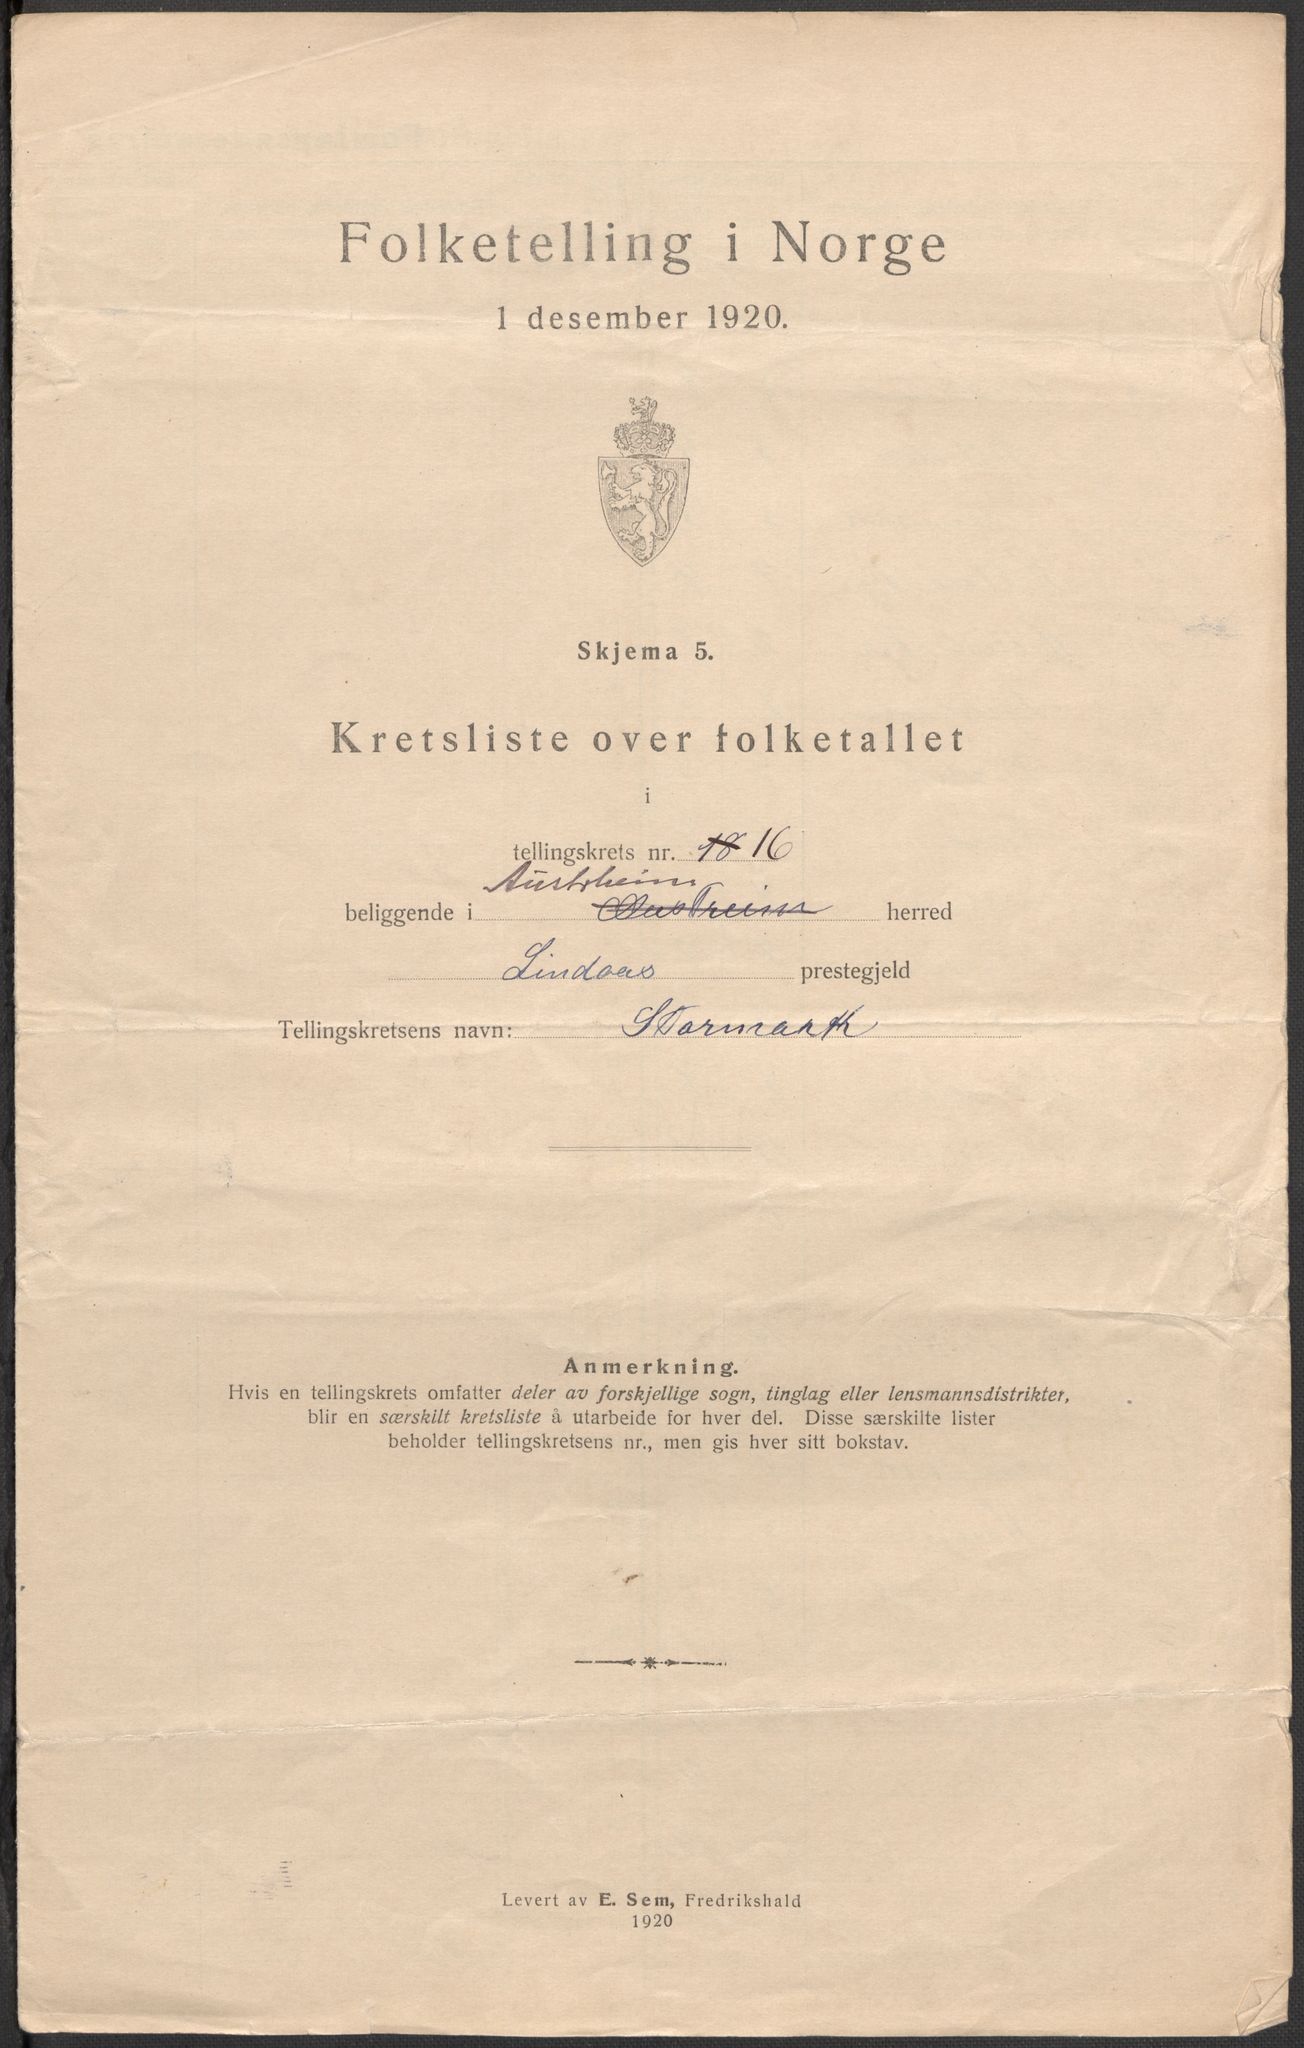 Folketelling i Norge
1 desember 1920.
Skjema 5.
Kretsliste over folketallet
i
tellingskrets nr. 18 16
Austrheim
beliggende i Austreim herred
Lindaas prestegjeld
Tellingskretsens navn: Stormark
Anmerkning.
Hvis en tellingskrets omfatter deler av forskjellige sogn, tinglag eller lensmannsdistrikter,
blir en særskilt kretsliste å utarbeide for hver del. Disse særskilte lister
beholder tellingskretsens nr., men gis hver sitt bokstav.
Levert av E. Sem, Fredrikshald
1920